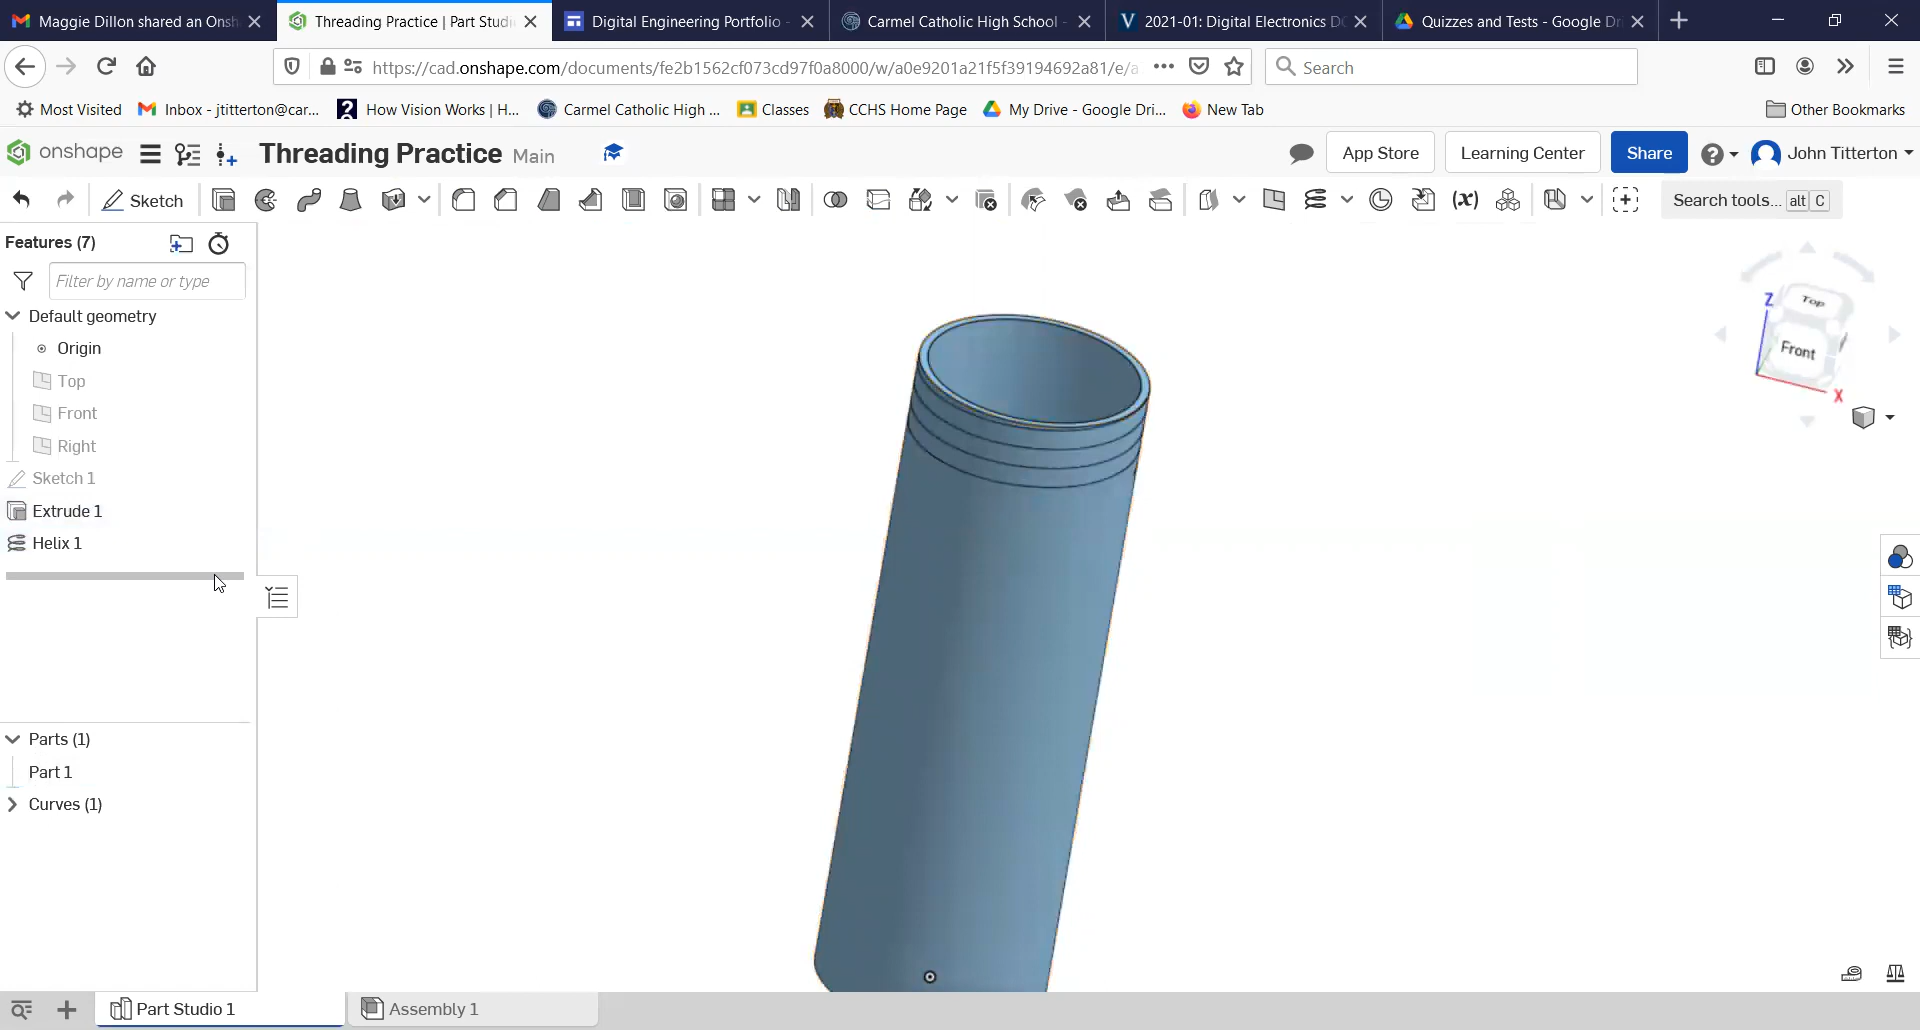 Maggie Dillon shared an Onsh
Threading Practice | Part Studi
Digital Engineering Portfolio -
Carmel Catholic High School -
2021-01: Digital Electronics D
Quizzes and Tests - Google Dri
https://cad.onshape.com/documents/fe2b1562cf073cd97f0a8000/w/a0e9201a21f5f39194692a81/e/a
Search
Most Visited
Inbox - jtitterton@car...
How Vision Works | H...
Carmel Catholic High ...
Classes
CCHS Home Page
My Drive - Google Dri...
New Tab
Other Bookmarks
onshape
Threading Practice Main
App Store
Learning Center
Share
John Titterton
Sketch
(x)
Search tools... alt C
Features (7)
Filter by name or type
Default geometry
Origin
Top
Front
Right
Sketch 1
Extrude 1
Helix 1
Parts (1)
Part 1
Curves (1)
Z
Top
Front
X
Part Studio 1
Assembly 1